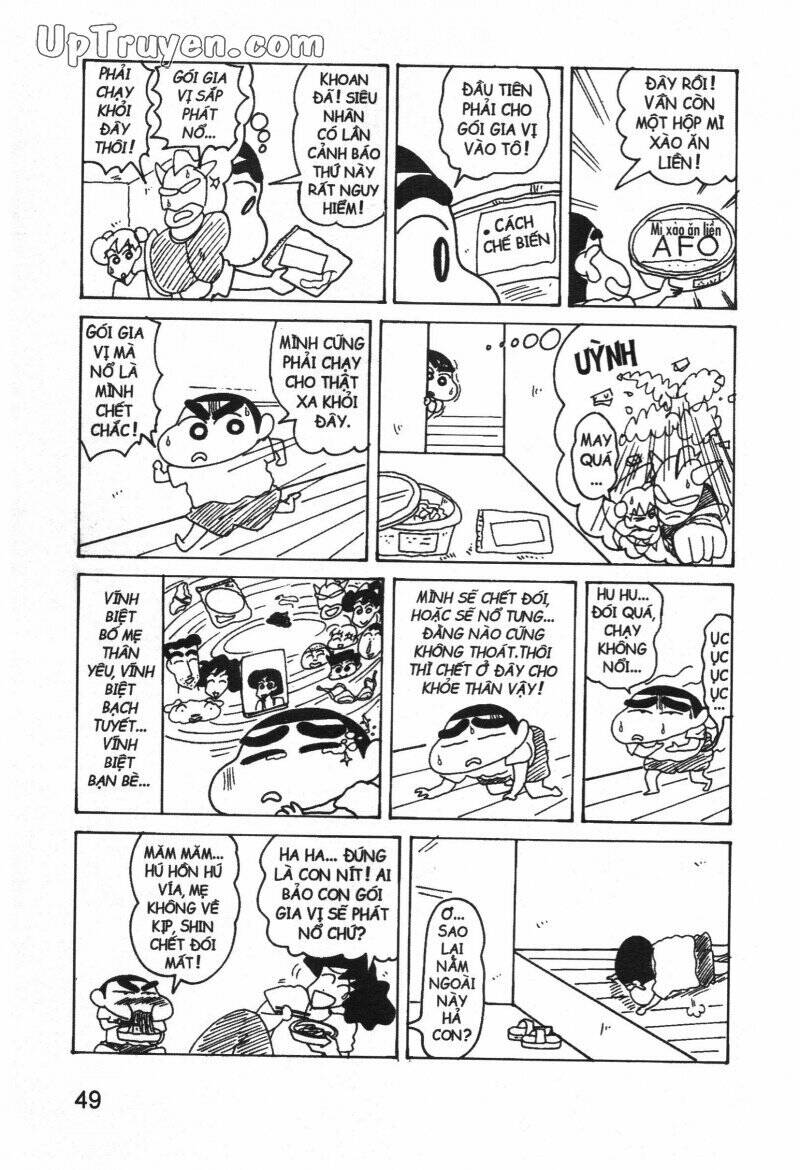 UpTruyen.com
ĐÂY RỒI!
VẪN CÒN
MỘT HỘP MÌ
XÀO ĂN
LIỀN!
Mì xào ăn liền
AFO
ĐẦU TIÊN
PHẢI CHO
GÓI GIA VỊ
VÀO TÔ!
• CÁCH
CHẾ BIẾN
KHOAN
ĐÃ! SIÊU
NHÂN
CÓ LẦN
CẢNH BÁO
THỨ NÀY
RẤT NGUY
HIỂM!
GÓI GIA
VỊ SẮP
PHÁT
NỔ...
PHẢI
CHẠY
KHỎI
ĐÂY
THÔI!
UỲNH
MAY
QUÁ
...
MÌNH CŨNG
PHẢI CHẠY
CHO THẬT
XA KHỎI
ĐÂY.
GÓI GIA
VỊ MÀ
NỔ LÀ
MÌNH
CHẾT
CHẮC!
HU HU...
ĐÓI QUÁ,
CHẠY
KHÔNG
NỔI...
ỤC
ỤC
ỤC
ỤC
...
MÌNH SẼ CHẾT ĐÓI,
HOẶC SẼ NỔ TUNG...
ĐẰNG NÀO CŨNG
KHÔNG THOÁT.THÔI
THÌ CHẾT Ở ĐÂY CHO
KHỎE THÂN VẬY!
VĨNH
BIỆT
BỐ MẸ
THÂN
YÊU, VĨNH
BIỆT
BẠCH
TUYẾT...
VĨNH
BIỆT
BẠN BÈ...
Ơ...
SAO
LẠI
NẰM
NGOÀI
NÀY
HẢ
CON?
HA HA... ĐÚNG
LÀ CON NÍT! AI
BẢO CON GÓI
GIA VỊ SẼ PHÁT
NỔ CHỨ?
MĂM MĂM...
HÚ HỒN HÚ
VÍA, MẸ
KHÔNG VỀ
KỊP, SHIN
CHẾT ĐÓI
MẤT!
49